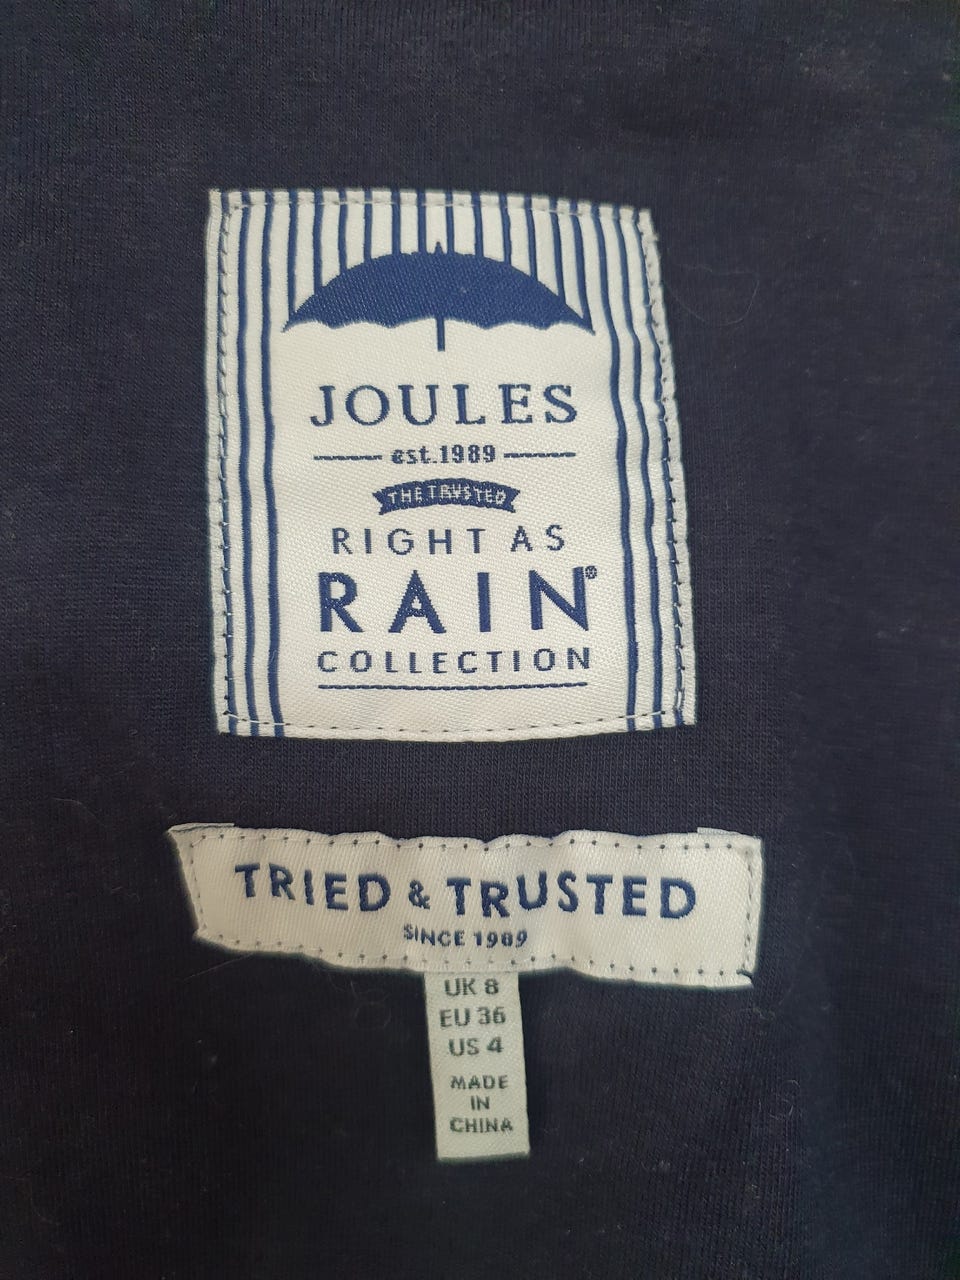 JOULES
est.1989
THE TRUSTED
RIGHT AS
RAIN®
COLLECTION
TRIED & TRUSTED
SINCE 1989
UK 8
EU 36
US 4
MADE
IN
CHINA